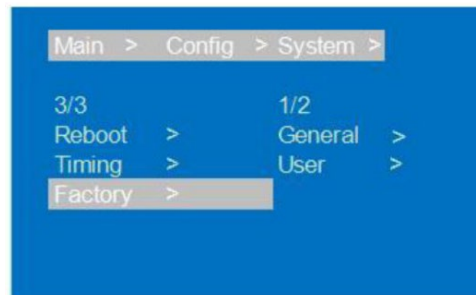 Main > Config > System >
3/3 1/2
Reboot > General >
Timing > User >
Factory >